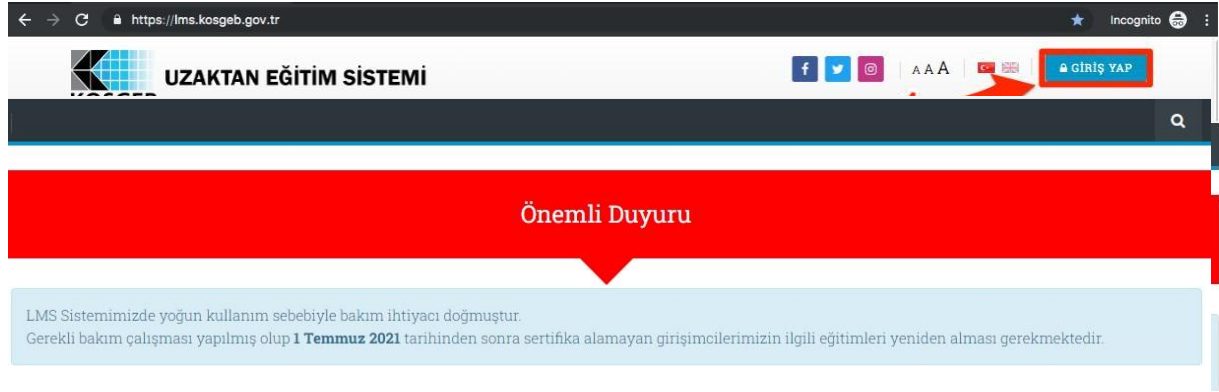 https://lms.kosgeb.gov.tr
Incognito
UZAKTAN EĞİTİM SİSTEMİ
KOSGEB
A A A
GİRİŞ YAP
Önemli Duyuru
LMS Sistemimizde yoğun kullanım sebebiyle bakım ihtiyacı doğmuştur.
Gerekli bakım çalışması yapılmış olup 1 Temmuz 2021 tarihinden sonra sertifika alamayan girişimcilerimizin ilgili eğitimleri yeniden alması gerekmektedir.